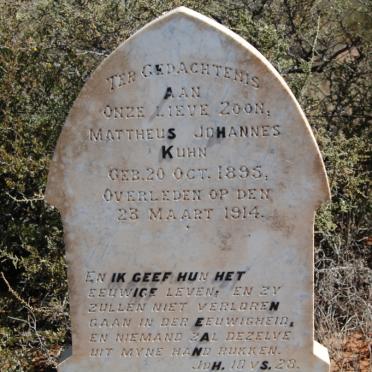 TER GEDACHTENIS
AAN
ONZE LIEVE ZOON,
MATTHEUS JOHANNES
KUHN
GEB. 20 OCT. 1895,
OVERLEDEN OP DEN
23 MAART 1914.
EN IK GEEF HUN HET
EEUWIGE LEVEN; EN ZY
ZULLEN NIET VERLOREN
GAAN IN DER EEUWIGHEID,
EN NIEMAND ZAL DEZELVE
UIT MYNE HAND RUKKEN.
JOH. 10 VS. 28.